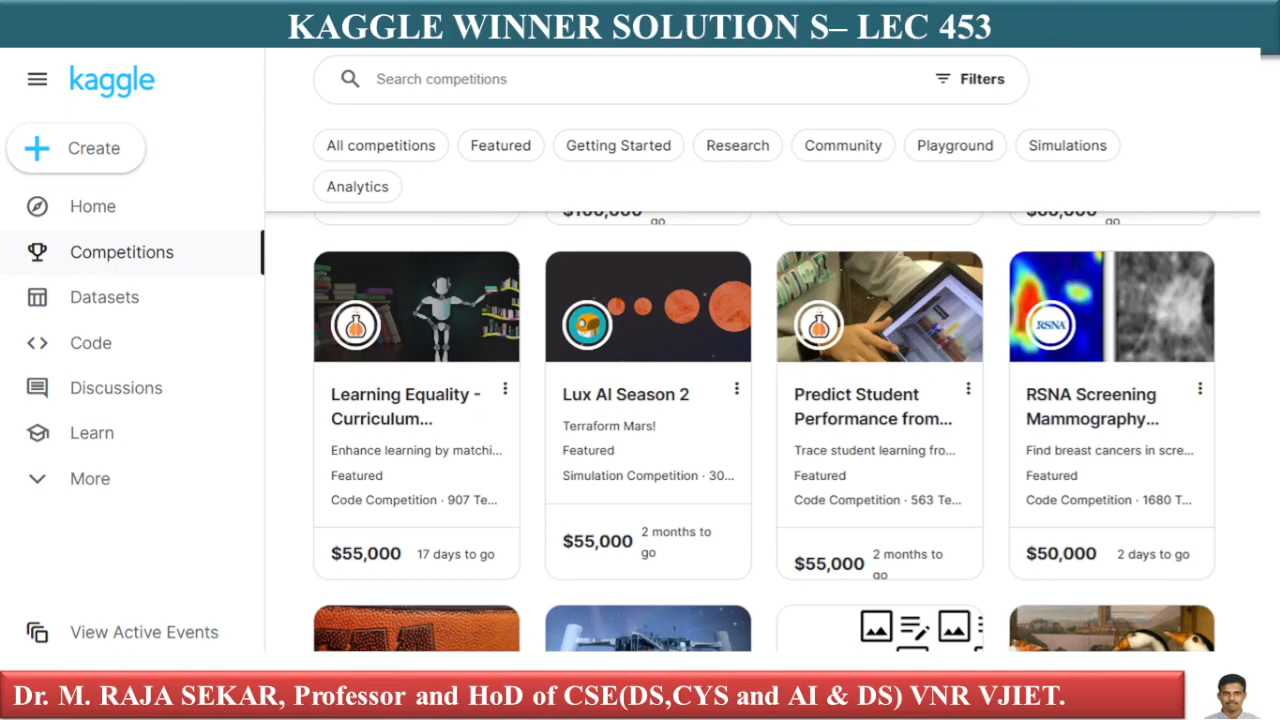 KAGGLE WINNER SOLUTION S– LEC 453
kaggle
Search competitions
Filters
Create
All competitions
Featured
Getting Started
Research
Community
Playground
Simulations
Analytics
Home
Competitions
Datasets
Code
Discussions
Learn
More
View Active Events
go
go
Learning Equality -
Curriculum...
Enhance learning by matchi...
Featured
Code Competition · 907 Te...
$55,000 17 days to go
Lux AI Season 2
Terraform Mars!
Featured
Simulation Competition · 30...
$55,000 2 months to
go
Predict Student
Performance from...
Trace student learning fro...
Featured
Code Competition · 563 Te...
$55,000 2 months to
go
RSNA
RSNA Screening
Mammography...
Find breast cancers in scre...
Featured
Code Competition · 1680 T...
$50,000 2 days to go
Dr. M. RAJA SEKAR, Professor and HoD of CSE(DS,CYS and AI & DS) VNR VJIET.